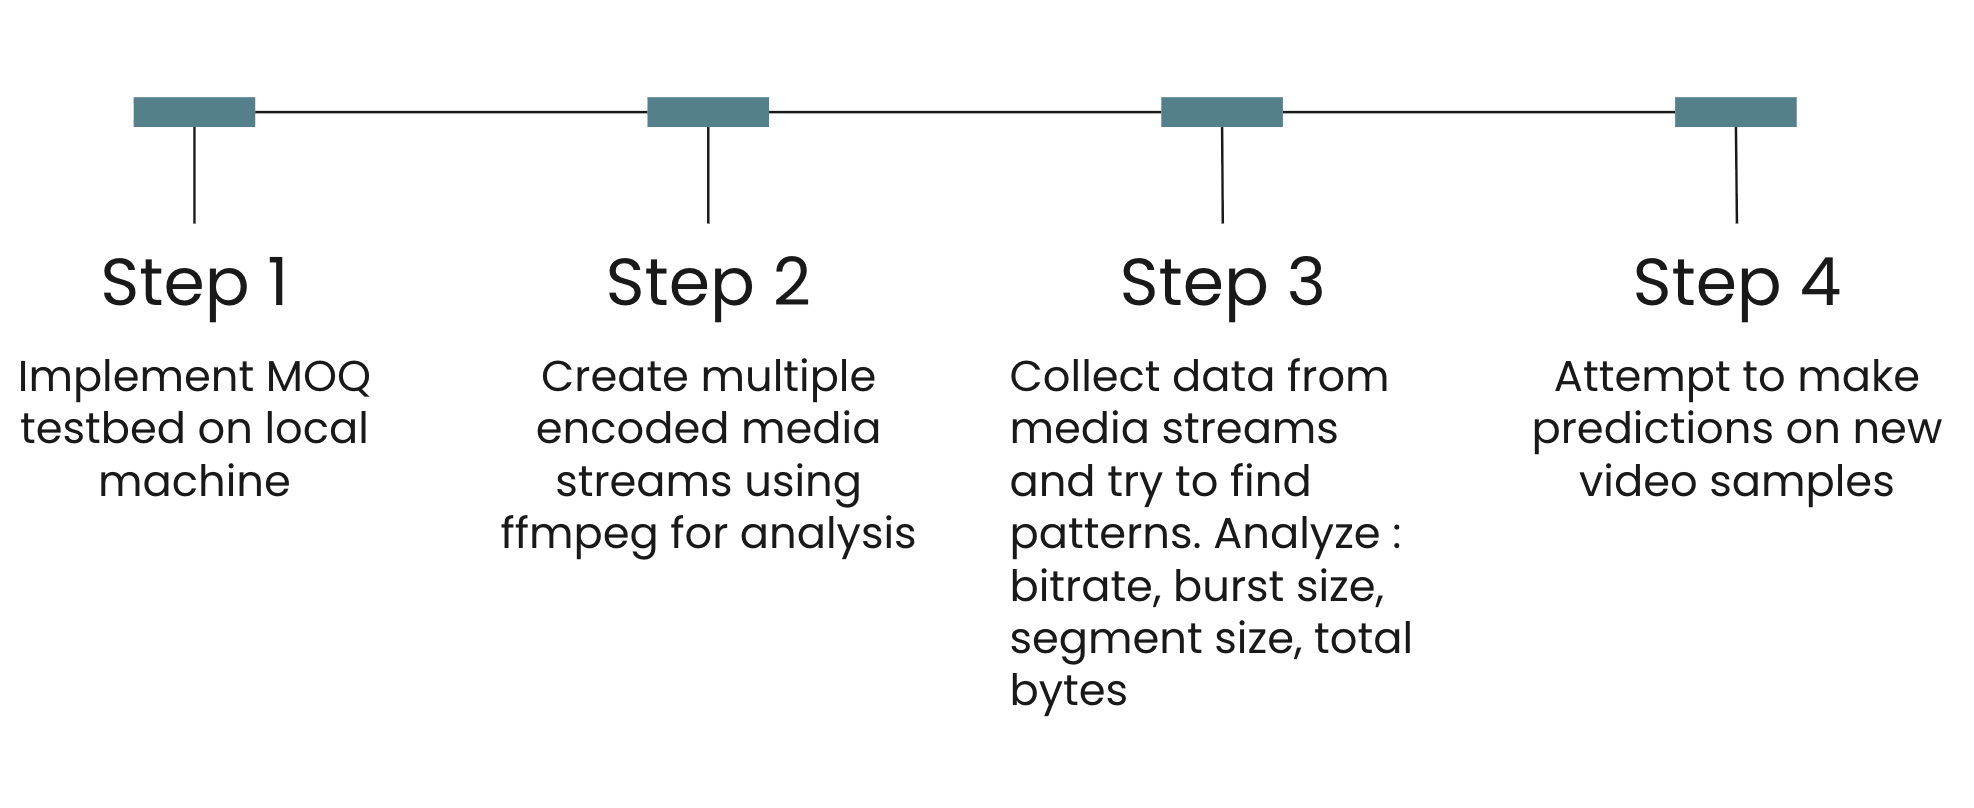 Step 1
Implement MOQ
testbed on local
machine
Step 2
Create multiple
encoded media
streams using
ffmpeg for analysis
Step 3
Collect data from
media streams
and try to find
patterns. Analyze :
bitrate, burst size,
segment size, total
bytes
Step 4
Attempt to make
predictions on new
video samples